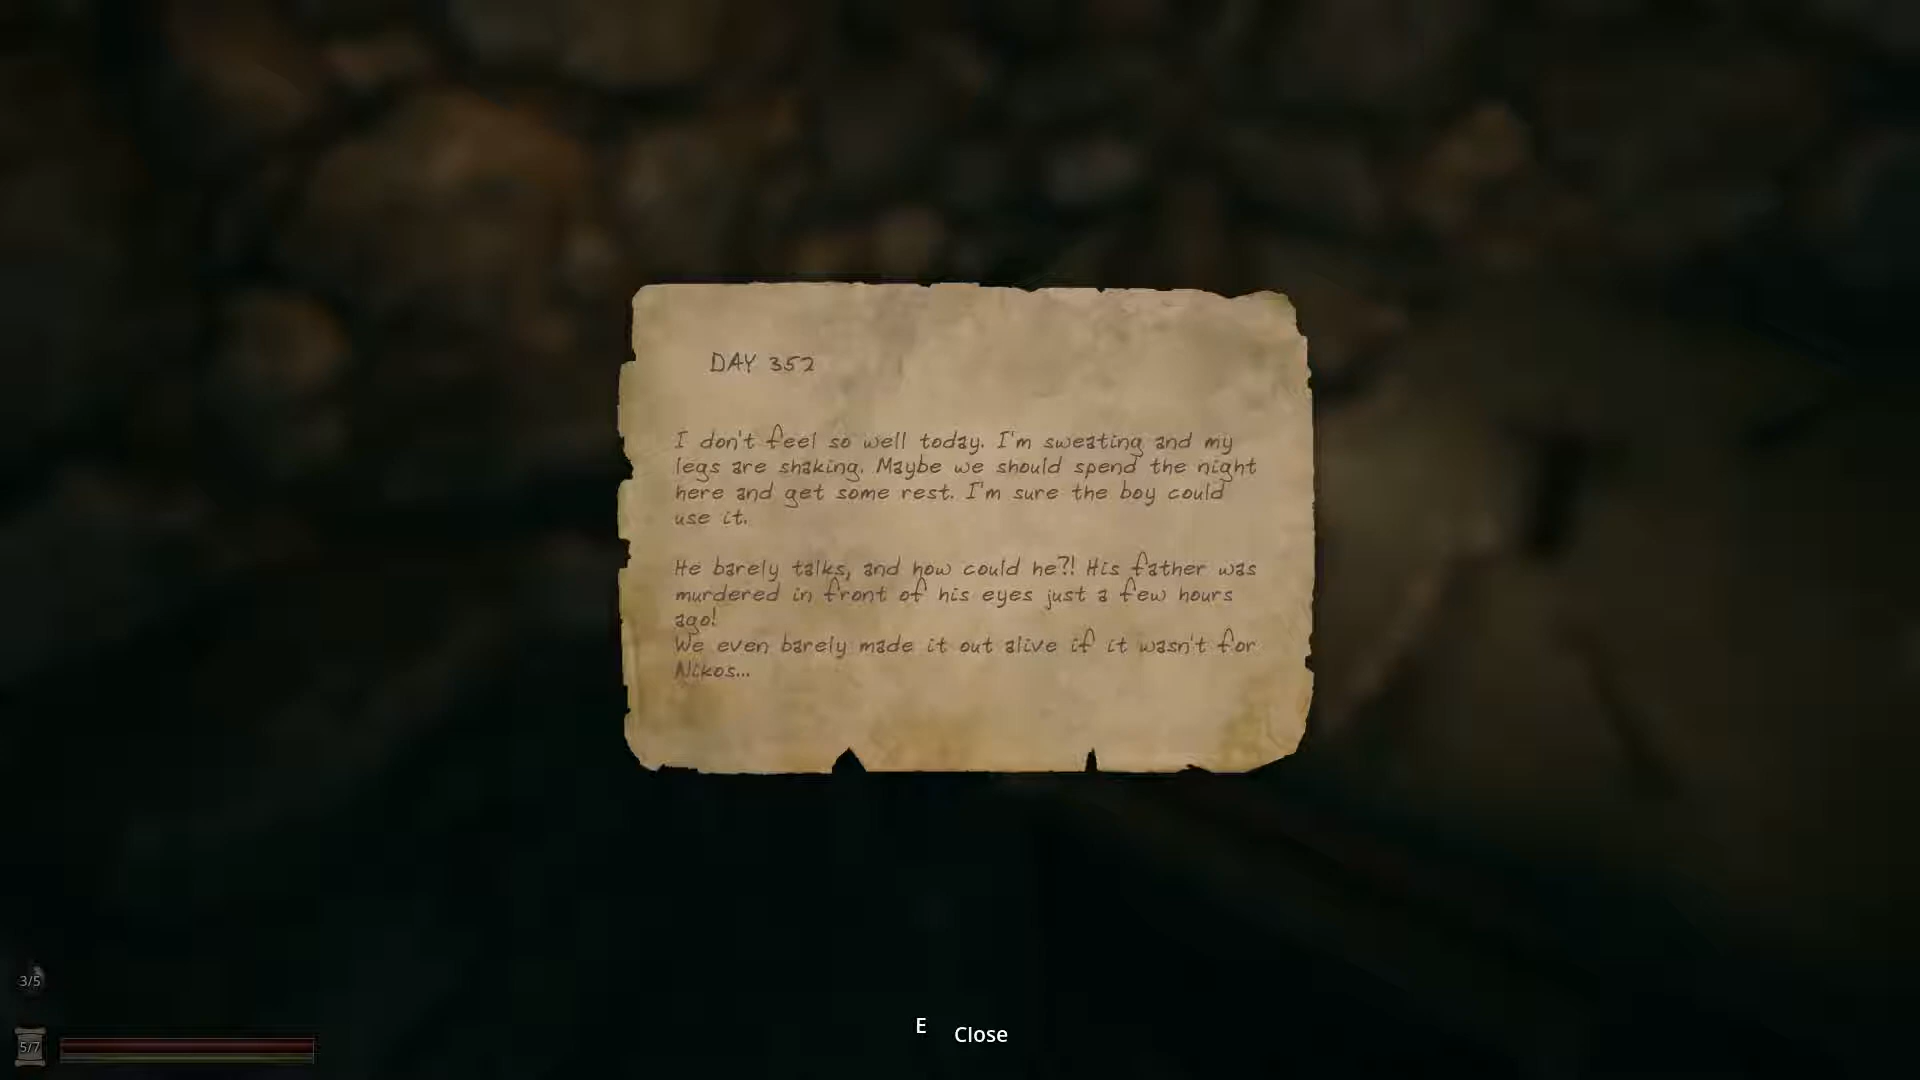 DAY 352
I don't feel so well today. I'm sweating and my
legs are shaking. Maybe we should spend the night
here and get some rest. I'm sure the boy could
use it.
He barely talks, and how could he?! His father was
murdered in front of his eyes just a few hours
ago!
We even barely made it out alive if it wasn't for
Nikos...
3/5
5/7
E Close